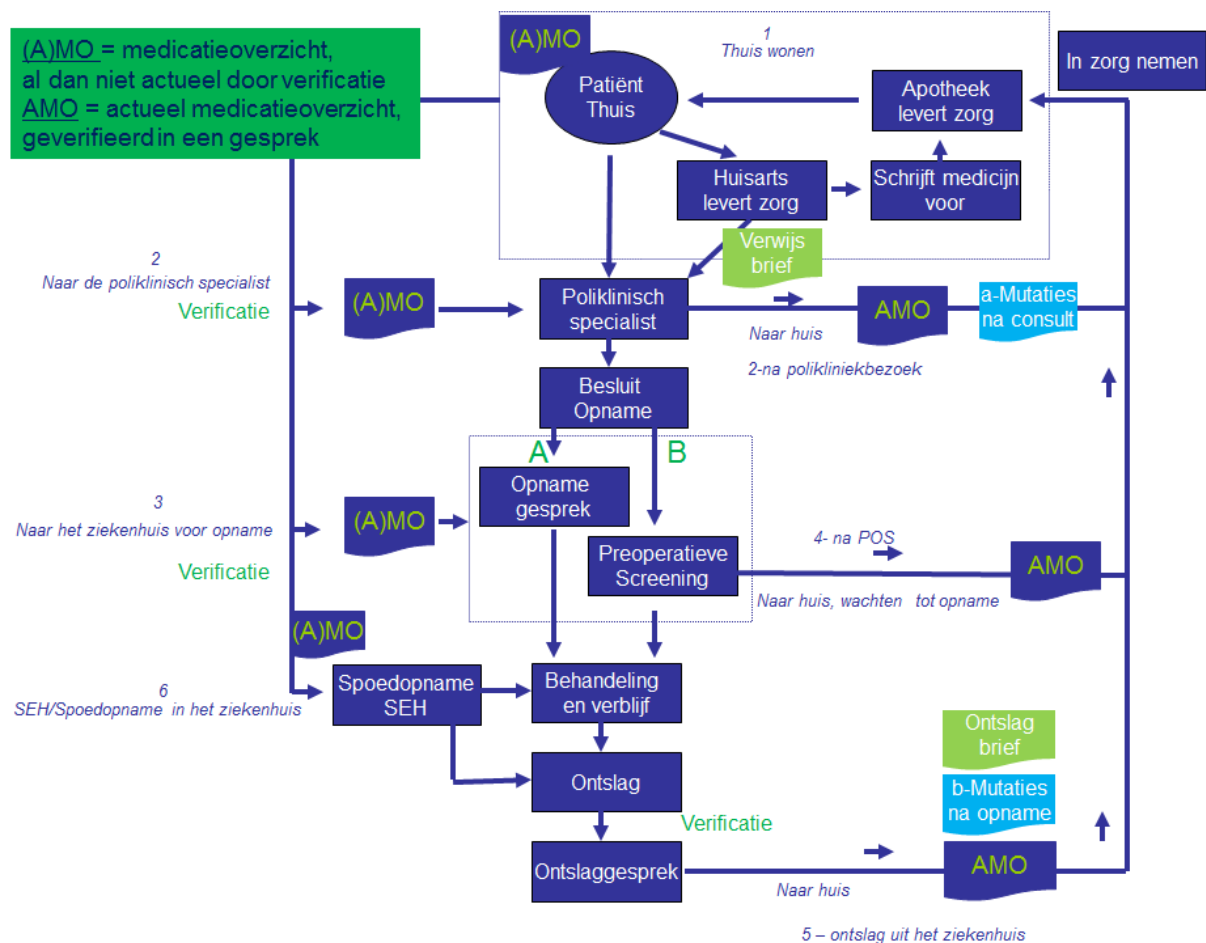 (A)MO = medicatieoverzicht,
al dan niet actueel door verificatie
AMO = actueel medicatieoverzicht,
geverifieerd in een gesprek
(A)MO
1
Thuis wonen
In zorg nemen
Patiënt
Thuis
Apotheek
levert zorg
Huisarts
levert zorg
Schrijft medicijn
voor
Verwijs
brief
2
Naar de poliklinisch specialist
Verificatie
(A)MO
Poliklinisch
specialist
Naar huis
AMO
a-Mutaties
na consult
2-na polikliniekbezoek
Besluit
Opname
A
B
Opname
gesprek
3
Naar het ziekenhuis voor opname
(A)MO
Verificatie
Preoperatieve
Screening
4- na POS
Naar huis, wachten tot opname
AMO
(A)MO
6
SEH/Spoedopname in het ziekenhuis
Spoedopname
SEH
Behandeling
en verblijf
Ontslag
Ontslag
brief
b-Mutaties
na opname
Verificatie
Ontslaggesprek
Naar huis
AMO
5 – ontslag uit het ziekenhuis